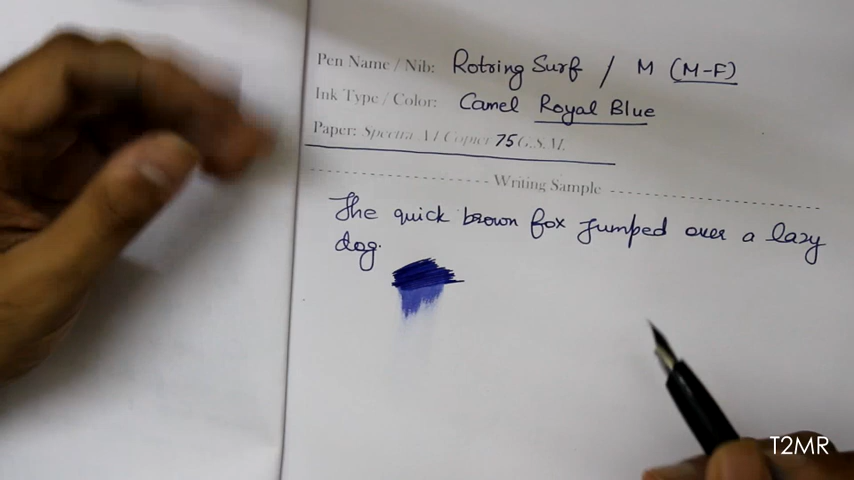 Pen Name / Nib: Rotring Surf / M (M-F)
Ink Type / Color: Camel Royal Blue
Paper: Spectra A4 Copier 75 G.S.M.
Writing Sample
The quick brown fox jumped over a lazy
dog.
T2MR